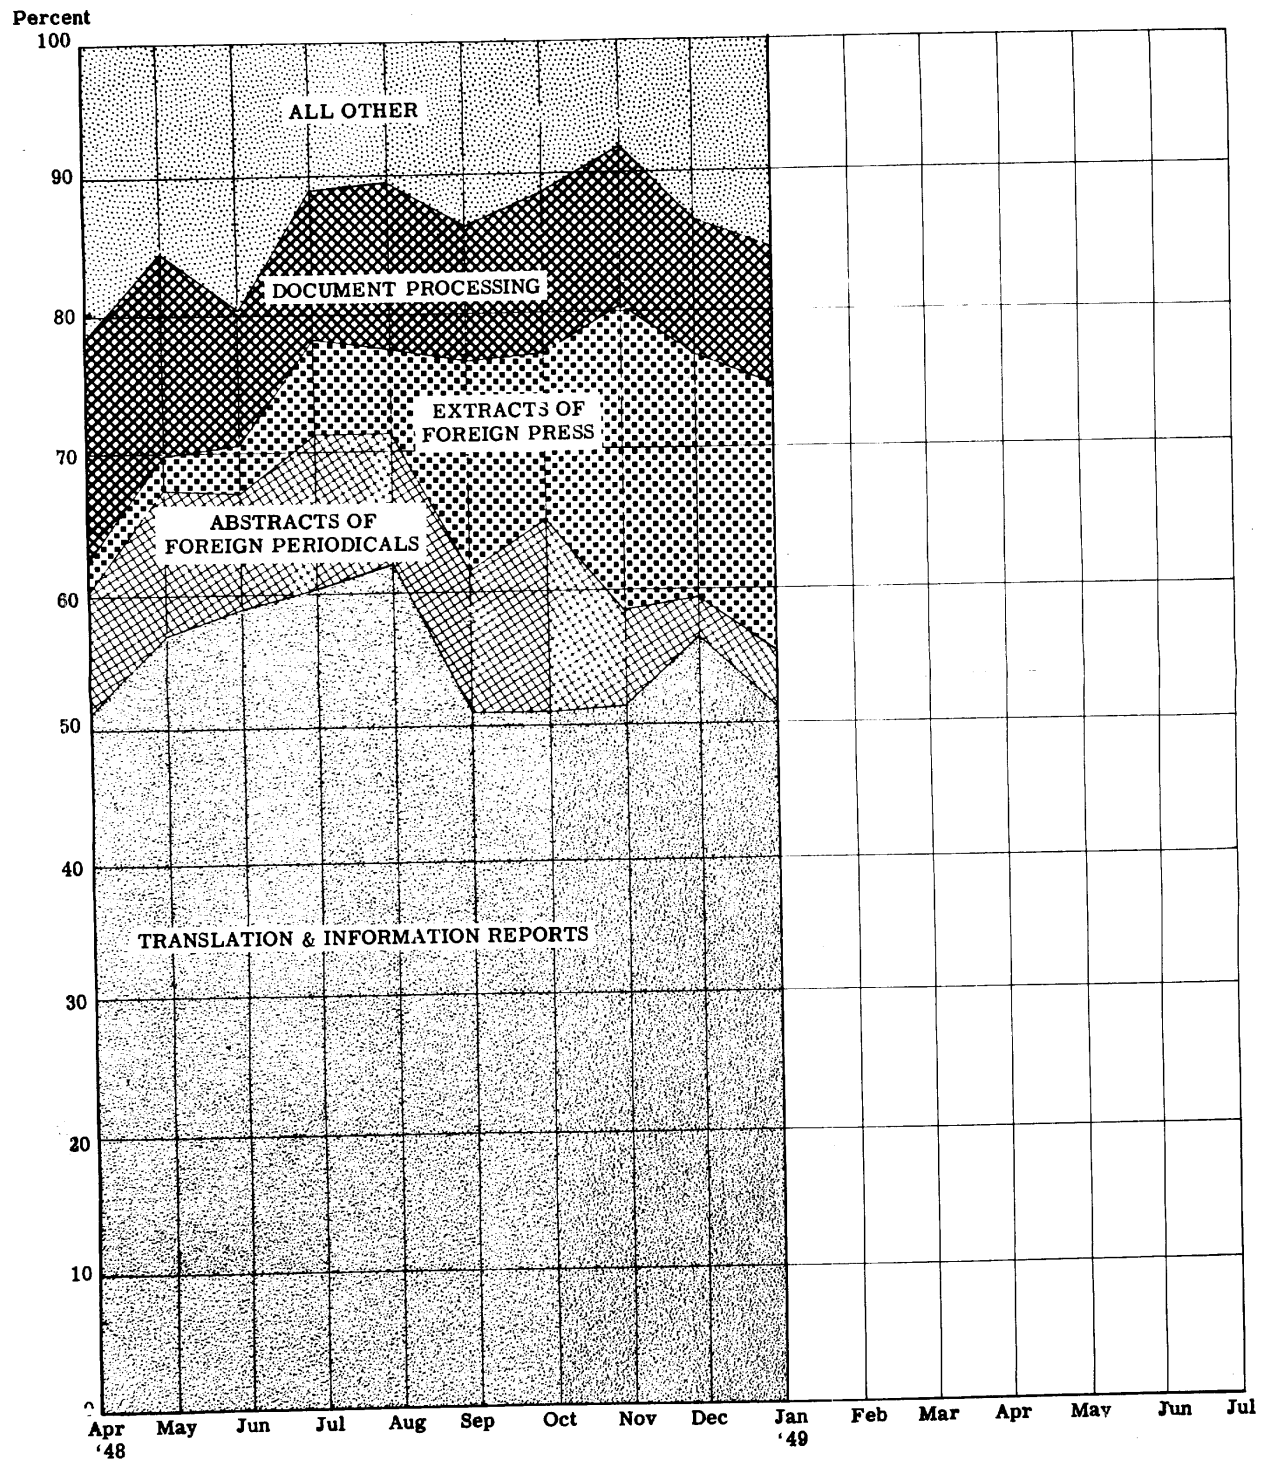 Percent
100
ALL OTHER
90
DOCUMENT PROCESSING
80
EXTRACTS OF
FOREIGN PRESS
70
ABSTRACTS OF
FOREIGN PERIODICALS
60
50
40
TRANSLATION & INFORMATION REPORTS
30
20
10
0
Apr May Jun Jul Aug Sep Oct Nov Dec Jan Feb Mar Apr May Jun Jul
'48 '49